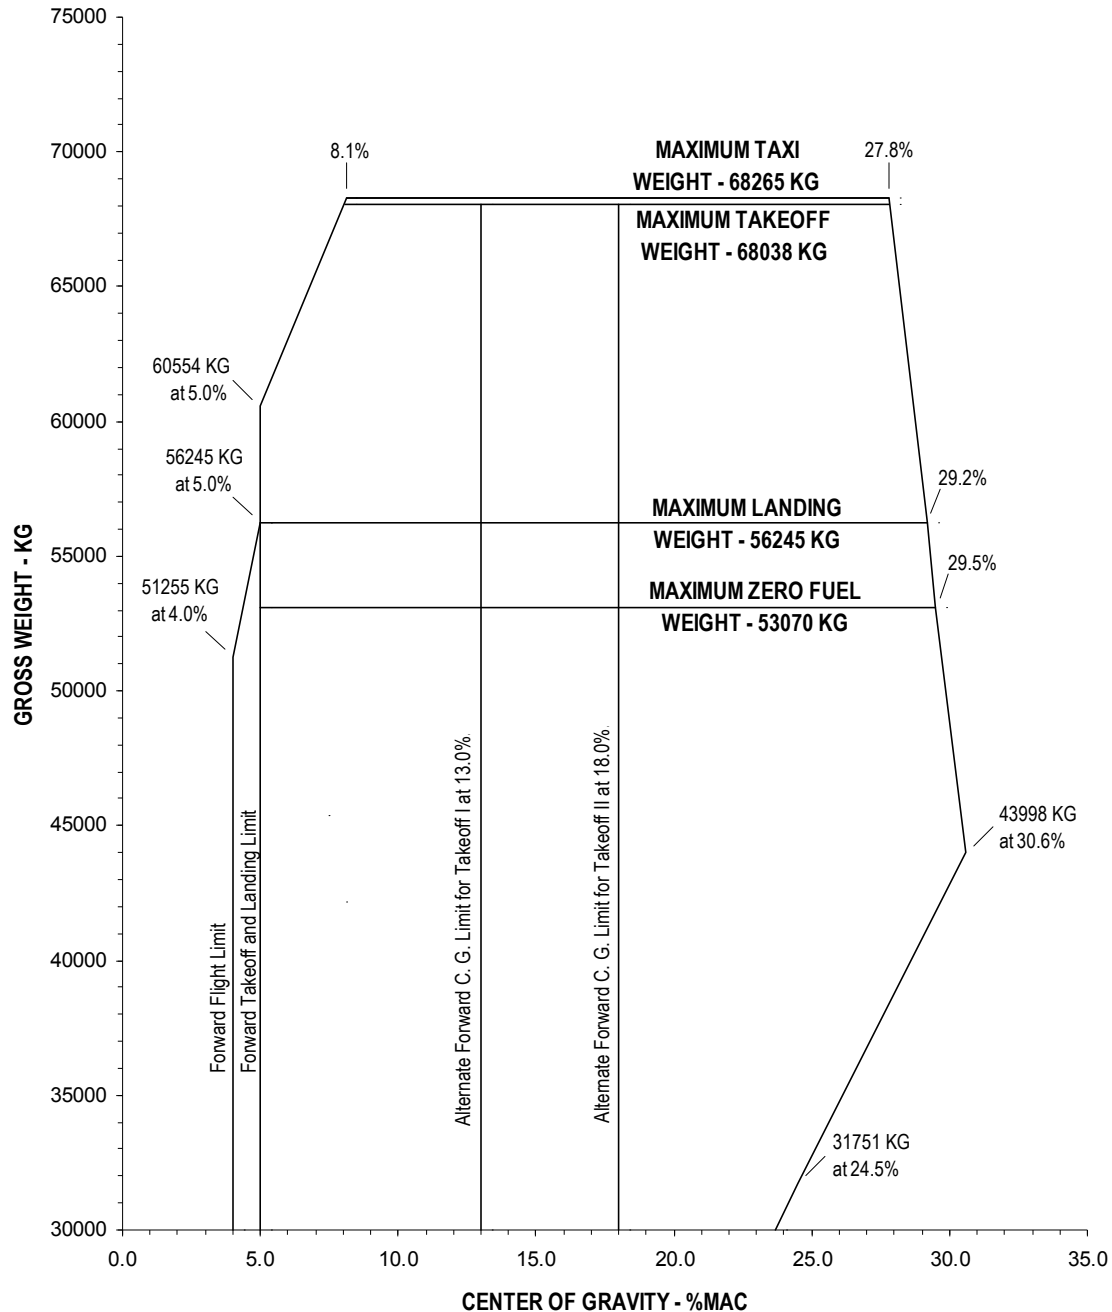 75000
70000
65000
60000
55000
50000
45000
40000
35000
30000
GROSS WEIGHT - KG
8.1%
MAXIMUM TAXI
WEIGHT - 68265 KG
27.8%
MAXIMUM TAKEOFF
WEIGHT - 68038 KG
60554 KG
at 5.0%
56245 KG
at 5.0%
29.2%
MAXIMUM LANDING
WEIGHT - 56245 KG
29.5%
51255 KG
at 4.0%
MAXIMUM ZERO FUEL
WEIGHT - 53070 KG
43998 KG
at 30.6%
Forward Flight Limit
Forward Takeoff and Landing Limit
Alternate Forward C. G. Limit for Takeoff I at 13.0%.
Alternate Forward C. G. Limit for Takeoff II at 18.0%.
31751 KG
at 24.5%
0.0 5.0 10.0 15.0 20.0 25.0 30.0 35.0
CENTER OF GRAVITY - %MAC